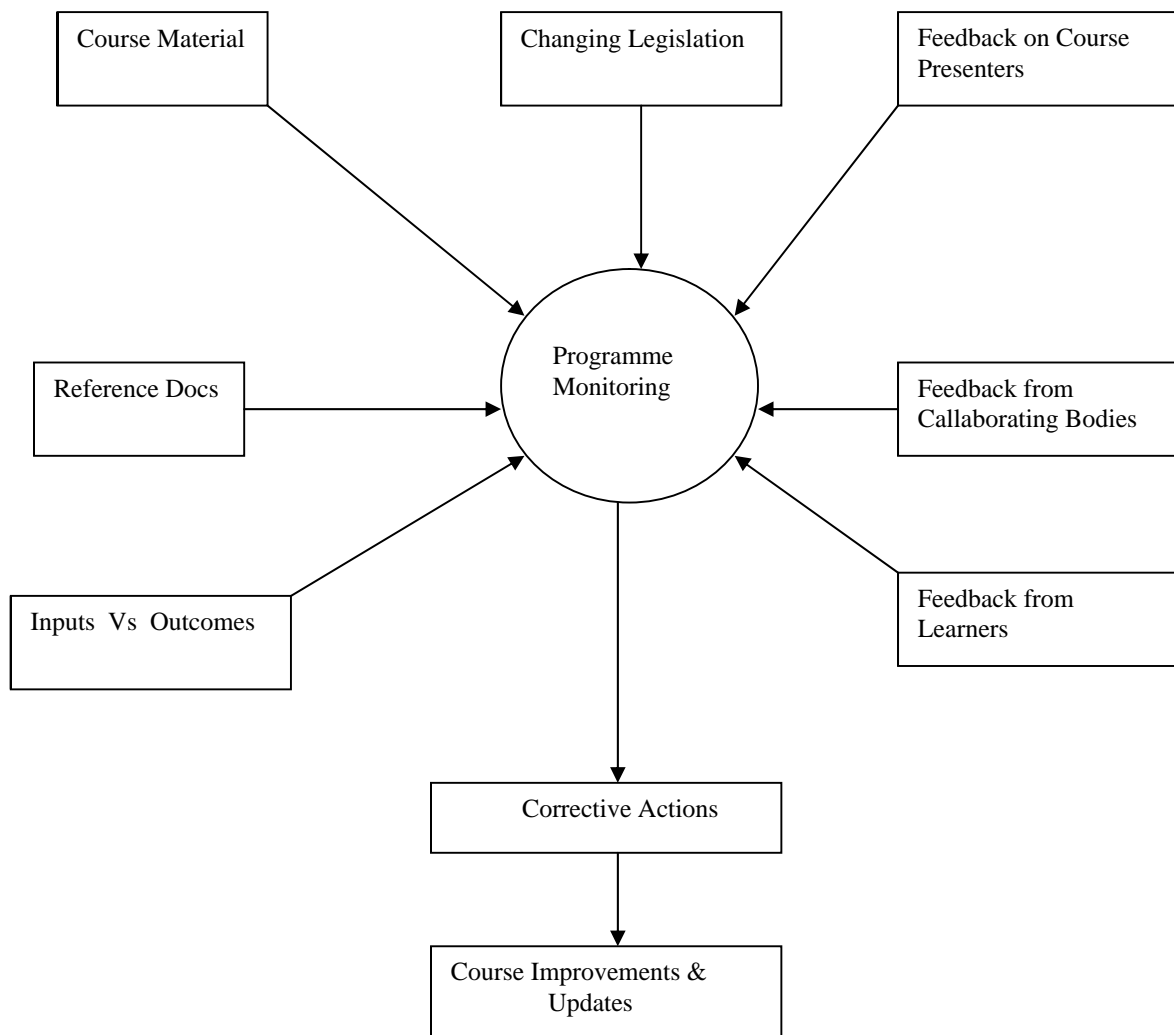 Course Material
Changing Legislation
Feedback on Course
Presenters
Programme
Monitoring
Reference Docs
Feedback from
Callaborating Bodies
Inputs Vs Outcomes
Feedback from
Learners
Corrective Actions
Course Improvements &
Updates